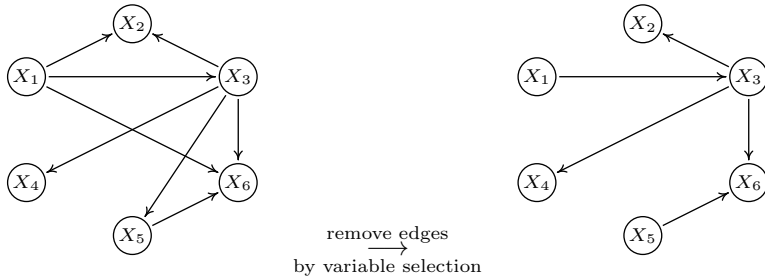 X₂
X₂
X₁
X₃
X₁
X₃
X₄
X₆
X₄
X₆
X₅
X₅
remove edges
by variable selection